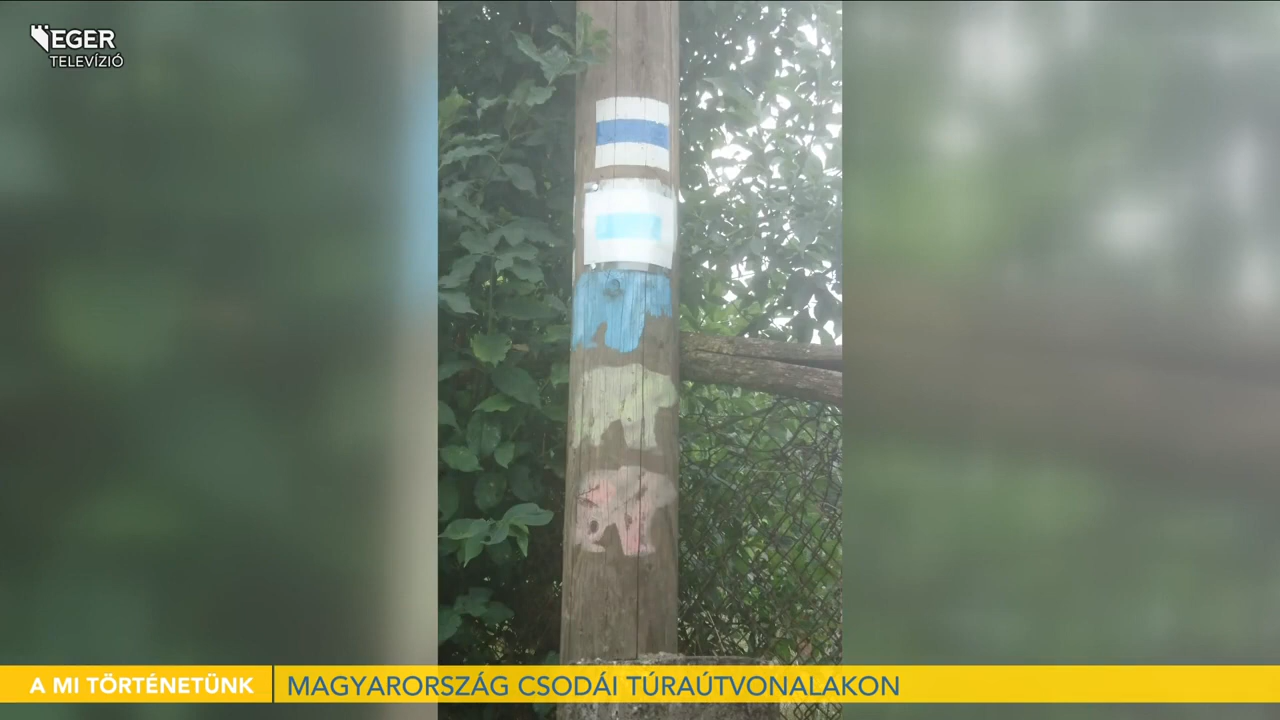 EGER
TELEVÍZIÓ
A MI TÖRTÉNETÜNK
MAGYARORSZÁG CSODÁI TÚRAÚTVONALAKON